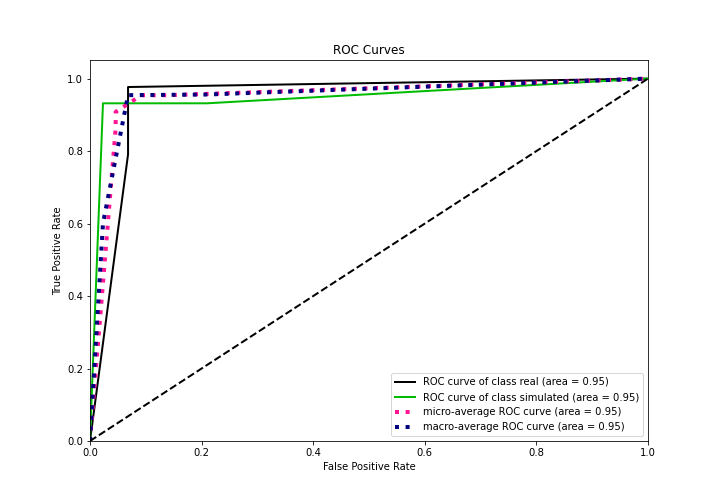 ROC Curves
True Positive Rate
1.0
0.8
0.6
0.4
0.2
0.0
0.0 0.2 0.4 0.6 0.8 1.0
False Positive Rate
ROC curve of class real (area = 0.95)
ROC curve of class simulated (area = 0.95)
micro-average ROC curve (area = 0.95)
macro-average ROC curve (area = 0.95)